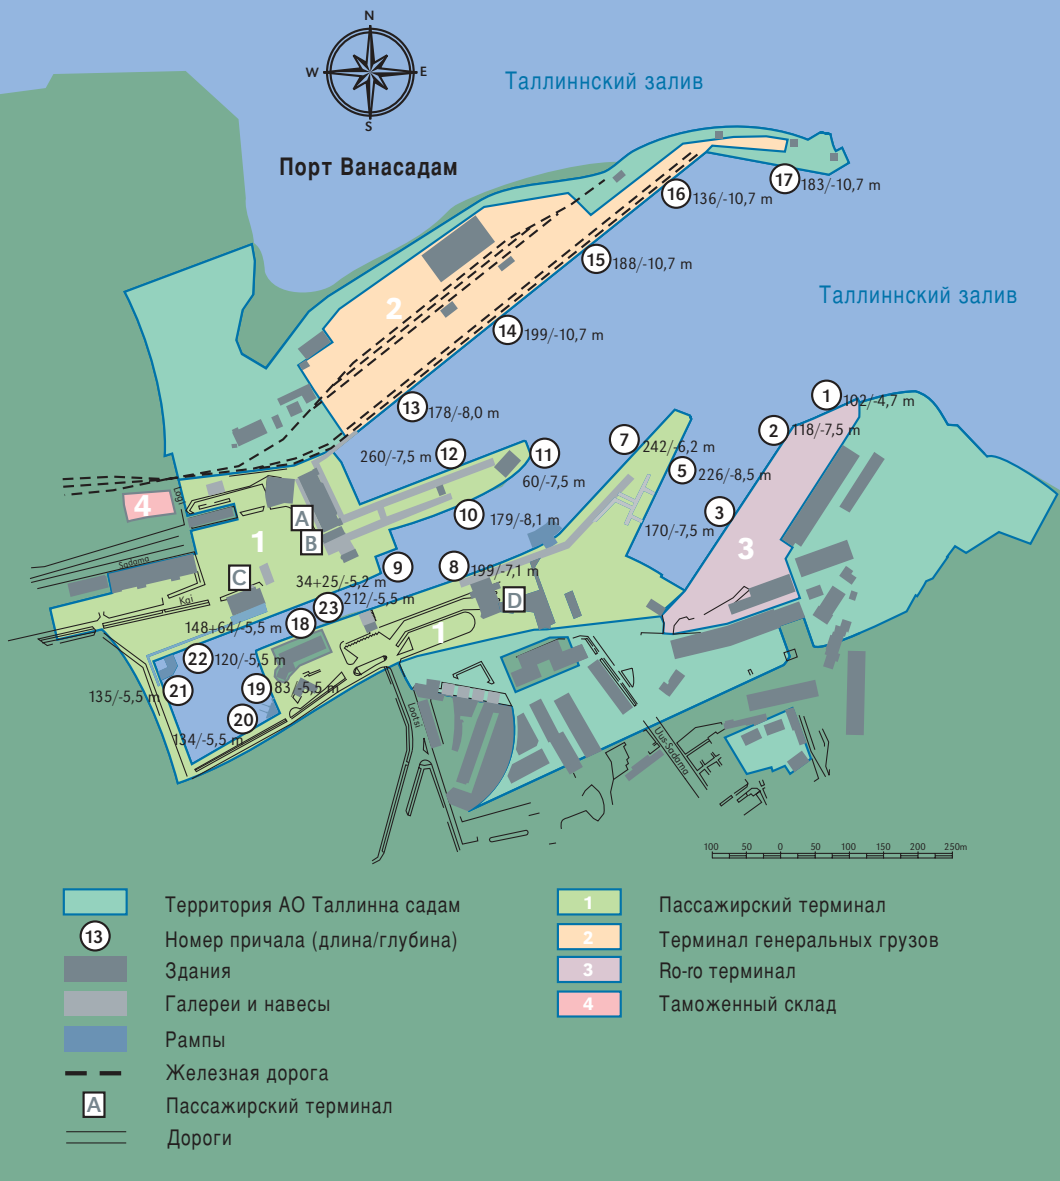 N
W
E
S
Таллиннский залив
Порт Ванасадам
17
183/-10,7 m
16
136/-10,7 m
15
188/-10,7 m
Таллиннский залив
2
14
199/-10,7 m
13
178/-8,0 m
1
102/-4,7 m
2
118/-7,5 m
7
242/-6,2 m
12
260/-7,5 m
11
60/-7,5 m
5
226/-8,5 m
4
Logi
A
10
179/-8,1 m
3
170/-7,5 m
1
B
3
Sadama
C
9
34+25/-5,2 m
8
199/-7,1 m
Kai
23
212/-5,5 m
D
148+64/-5,5 m
18
1
22
120/-5,5 m
135/-5,5 m
21
19
83/-5,5 m
20
134/-5,5 m
Lootsi
Uus-Sadama
100 50 0 50 100 150 200 250m
Территория АО Таллинна садам
13
Номер причала (длина/глубина)
Здания
Галереи и навесы
Рампы
Железная дорога
A
Пассажирский терминал
Дороги
1
Пассажирский терминал
2
Терминал генеральных грузов
3
Ro-ro терминал
4
Таможенный склад